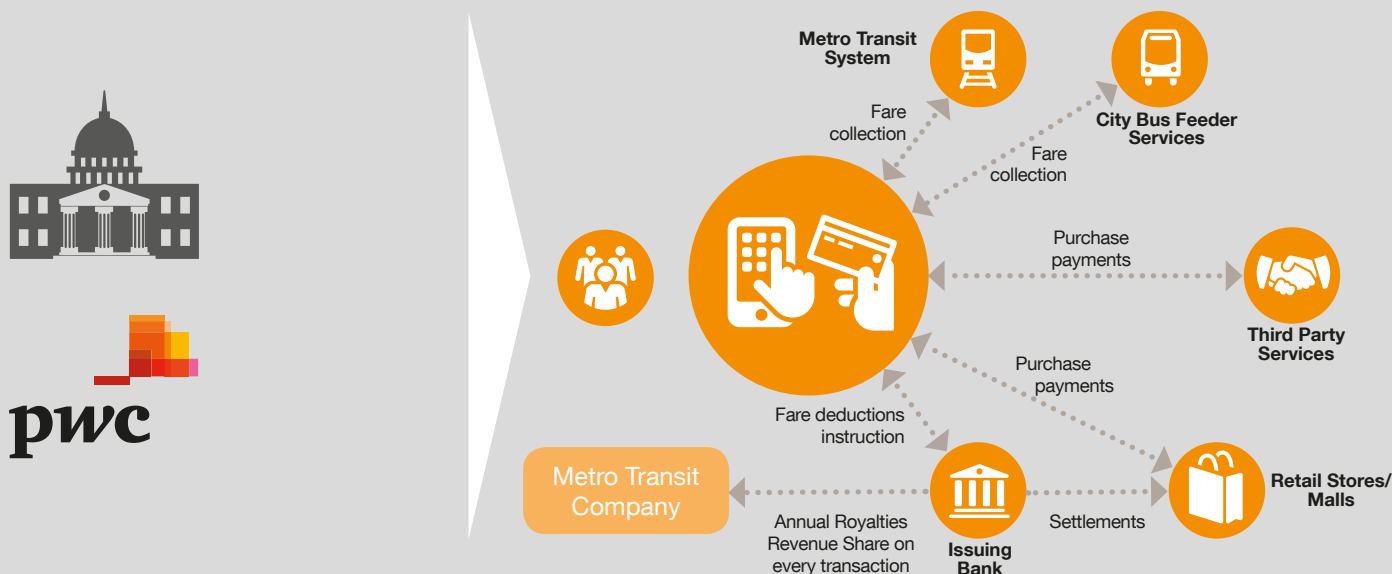 Metro Transit
System
Fare
collection
City Bus Feeder
Services
Fare
collection
Purchase
payments
Third Party
Services
pwc
Purchase
payments
Fare deductions
instruction
Metro Transit
Company
Annual Royalties
Revenue Share on
every transaction
Issuing
Bank
Settlements
Retail Stores/
Malls